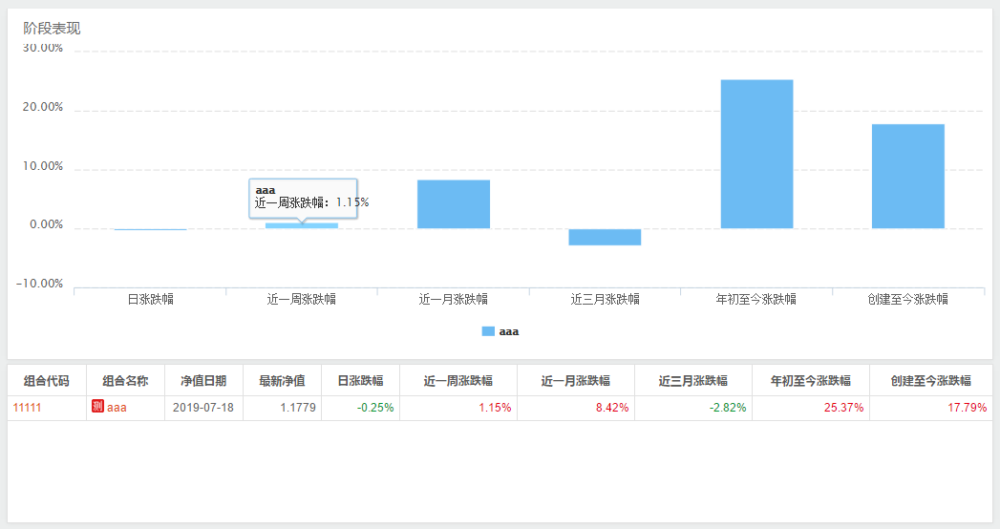 阶段表现
30.00%
20.00%
10.00%
0.00%
-10.00%
aaa
近一周涨跌幅：1.15%
日涨跌幅 近一周涨跌幅 近一月涨跌幅 近三月涨跌幅 年初至今涨跌幅 创建至今涨跌幅
aaa
组合代码 组合名称 净值日期 最新净值 日涨跌幅 近一周涨跌幅 近一月涨跌幅 近三月涨跌幅 年初至今涨跌幅 创建至今涨跌幅
11111 测 aaa 2019-07-18 1.1779 -0.25% 1.15% 8.42% -2.82% 25.37% 17.79%